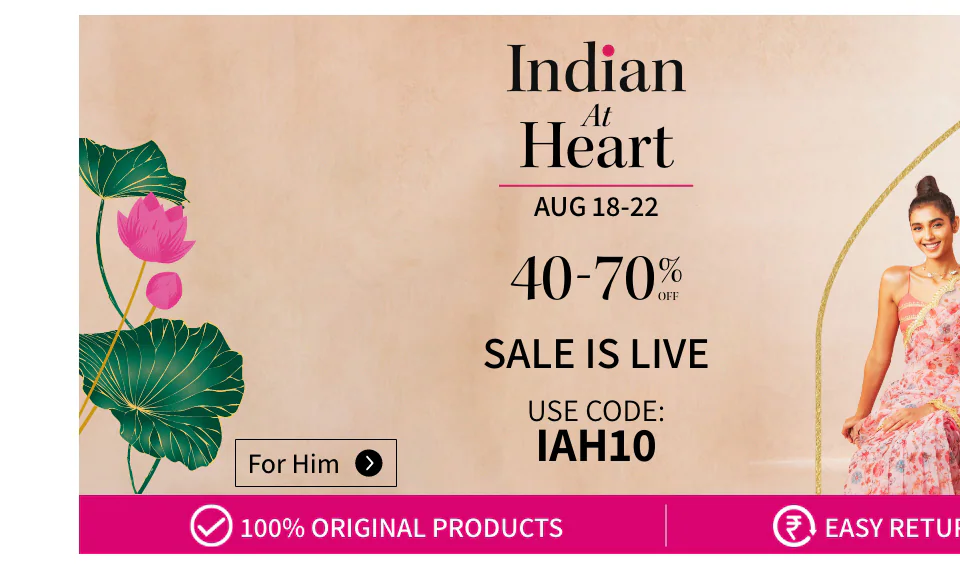 Indian
At
Heart
AUG 18-22
40-70% OFF
SALE IS LIVE
USE CODE:
IAH10
For Him
100% ORIGINAL PRODUCTS
EASY